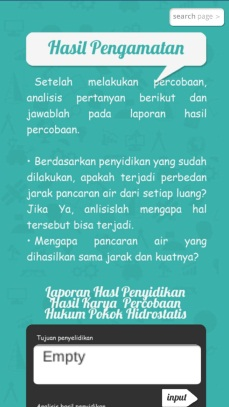 search page >
Hasil Pengamatan
Setelah melakukan percobaan,
analisis pertanyan berikut dan
jawablah pada laporan hasil
percobaan.
• Berdasarkan penyidikan yang sudah
dilakukan, apakah terjadi perbedan
jarak pancaran air dari setiap luang?
Jika Ya, anlisislah mengapa hal
tersebut bisa terjadi.
• Mengapa pancaran air yang
dihasilkan sama jarak dan kuatnya?
Laporan Hasl Penyidikan
Hasil Karya Percobaan
Hukum Pokok Hidrostatis
Tujuan penyelidikan
Empty
input
Analisis hasil penyidikan